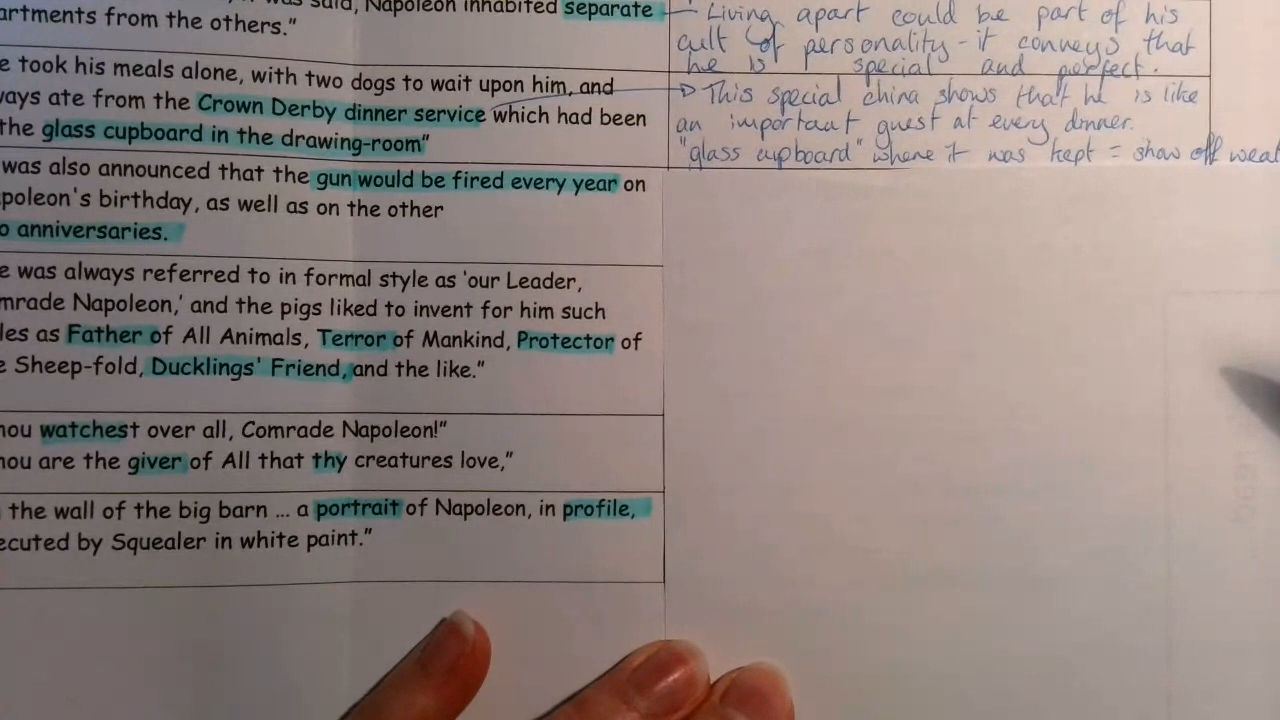 was said, Napoleon inhabited separate
artments from the others."
Living apart could be part of his
cult of personality - it conveys that
he is special and perfect.
e took his meals alone, with two dogs to wait upon him, and
ways ate from the Crown Derby dinner service which had been
the glass cupboard in the drawing-room"
This special china shows that he is like
an important guest at every dinner.
"glass cupboard" where it was kept = show off weat
was also announced that the gun would be fired every year on
poleon's birthday, as well as on the other
o anniversaries.
e was always referred to in formal style as 'our Leader,
mrade Napoleon,' and the pigs liked to invent for him such
les as Father of All Animals, Terror of Mankind, Protector of
e Sheep-fold, Ducklings' Friend, and the like."
hou watchest over all, Comrade Napoleon!"
hou are the giver of All that thy creatures love,"
the wall of the big barn ... a portrait of Napoleon, in profile,
ecuted by Squealer in white paint."